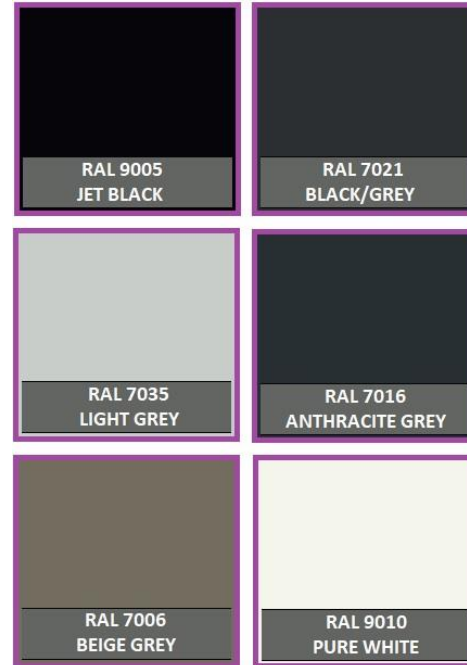 RAL 9005
JET BLACK
RAL 7021
BLACK/GREY
RAL 7035
LIGHT GREY
RAL 7016
ANTHRACITE GREY
RAL 7006
BEIGE GREY
RAL 9010
PURE WHITE